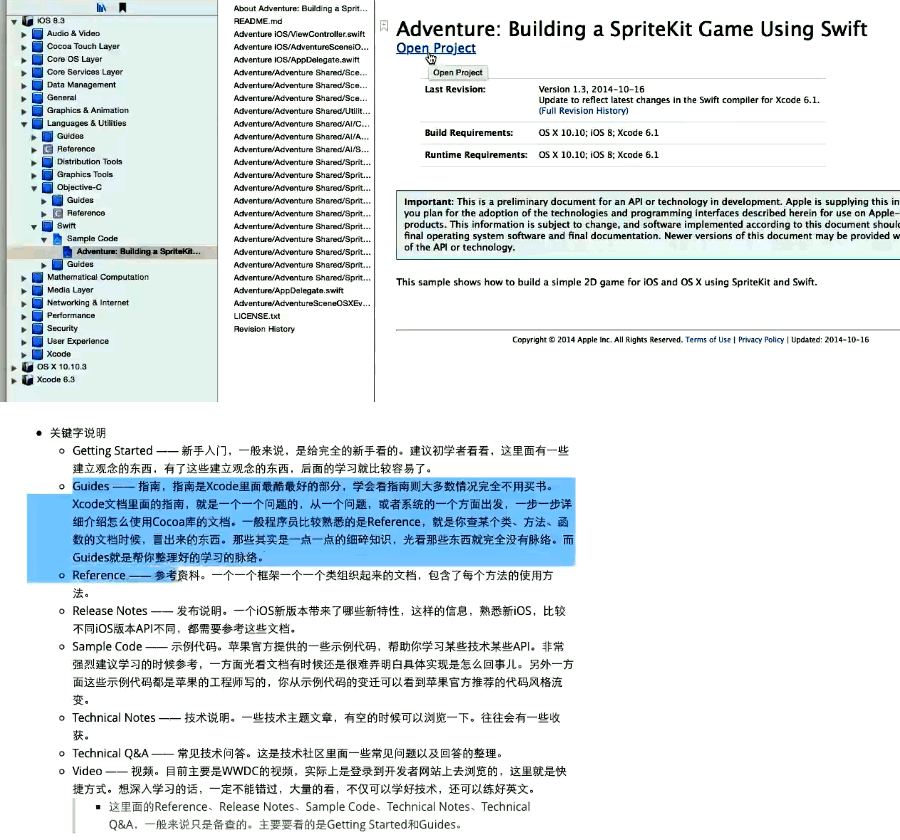 iOS 8.3
Audio & Video
Cocoa Touch Layer
Core OS Layer
Core Services Layer
Data Management
General
Graphics & Animation
Languages & Utilities
Guides
Reference
Distribution Tools
Graphics Tools
Objective-C
Guides
Reference
Swift
Sample Code
Adventure: Building a SpriteKit...
Guides
Mathematical Computation
Media Layer
Networking & Internet
Performance
Security
User Experience
Xcode
OS X 10.10.3
Xcode 6.3
About Adventure: Building a Sprit...
README.md
Adventure iOS/ViewController.swift
Adventure iOS/AdventureSceneiO...
Adventure iOS/AppDelegate.swift
Adventure/Adventure Shared/Sce...
Adventure/Adventure Shared/Sce...
Adventure/Adventure Shared/Sce...
Adventure/Adventure Shared/Utilit...
Adventure/Adventure Shared/AI/C...
Adventure/Adventure Shared/AI/A...
Adventure/Adventure Shared/AI/S...
Adventure/Adventure Shared/Sprit...
Adventure/Adventure Shared/Sprit...
Adventure/Adventure Shared/Sprit...
Adventure/Adventure Shared/Sprit...
Adventure/Adventure Shared/Sprit...
Adventure/Adventure Shared/Sprit...
Adventure/Adventure Shared/Sprit...
Adventure/Adventure Shared/Sprit...
Adventure/Adventure Shared/Sprit...
Adventure/AppDelegate.swift
Adventure/AdventureSceneOSXEv...
LICENSE.txt
Revision History
Adventure: Building a SpriteKit Game Using Swift
Open Project
Open Project
Last Revision: Version 1.3, 2014-10-16
Update to reflect latest changes in the Swift compiler for Xcode 6.1.
(Full Revision History)
Build Requirements: OS X 10.10; iOS 8; Xcode 6.1
Runtime Requirements: OS X 10.10; iOS 8; Xcode 6.1
Important: This is a preliminary document for an API or technology in development. Apple is supplying this in
you plan for the adoption of the technologies and programming interfaces described herein for use on Apple-
products. This information is subject to change, and software implemented according to this document should
final operating system software and final documentation. Newer versions of this document may be provided w
of the API or technology.
This sample shows how to build a simple 2D game for iOS and OS X using SpriteKit and Swift.
Copyright © 2014 Apple Inc. All Rights Reserved. Terms of Use | Privacy Policy | Updated: 2014-10-16
关键字说明
Getting Started —— 新手入门，一般来说，是给完全的新手看的。建议初学者看看，这里面有一些
建立观念的东西，有了这些建立观念的东西，后面的学习就比较容易了。
Guides —— 指南，指南是Xcode里面最酷最好的部分，学会看指南则大多数情况完全不用买书。
Xcode文档里面的指南，就是一个一个问题的，从一个问题，或者系统的一个方面出发，一步一步详
细介绍怎么使用Cocoa库的文档。一般程序员比较熟悉的是Reference，就是你查某个类、方法、函
数的文档时候，冒出来的东西。那些其实是一点一点的细碎知识，光看那些东西就完全没有脉络。而
Guides就是帮你整理好的学习的脉络。
Reference —— 参考资料。一个一个框架一个一个类组织起来的文档，包含了每个方法的使用方
法。
Release Notes —— 发布说明。一个iOS新版本带来了哪些新特性，这样的信息，熟悉新iOS，比较
不同iOS版本API不同，都需要参考这些文档。
Sample Code —— 示例代码。苹果官方提供的一些示例代码，帮助你学习某些技术某些API。非常
强烈建议学习的时候参考，一方面光看文档有时候还是很难弄明白具体实现是怎么回事儿。另外一方
面这些示例代码都是苹果的工程师写的，你从示例代码的变迁可以看到苹果官方推荐的代码风格流
变。
Technical Notes —— 技术说明。一些技术主题文章，有空的时候可以浏览一下。往往会有一些收
获。
Technical Q&A —— 常见技术问答。这是技术社区里面一些常见问题以及回答的整理。
Video —— 视频。目前主要是WWDC的视频，实际上是登录到开发者网站上去浏览的，这里就是快
捷方式。想深入学习的话，一定不能错过，大量的看，不仅可以学好技术，还可以练好英文。
这里面的Reference、Release Notes、Sample Code、Technical Notes、Technical
Q&A，一般来说只是备查的。主要要看的是Getting Started和Guides。